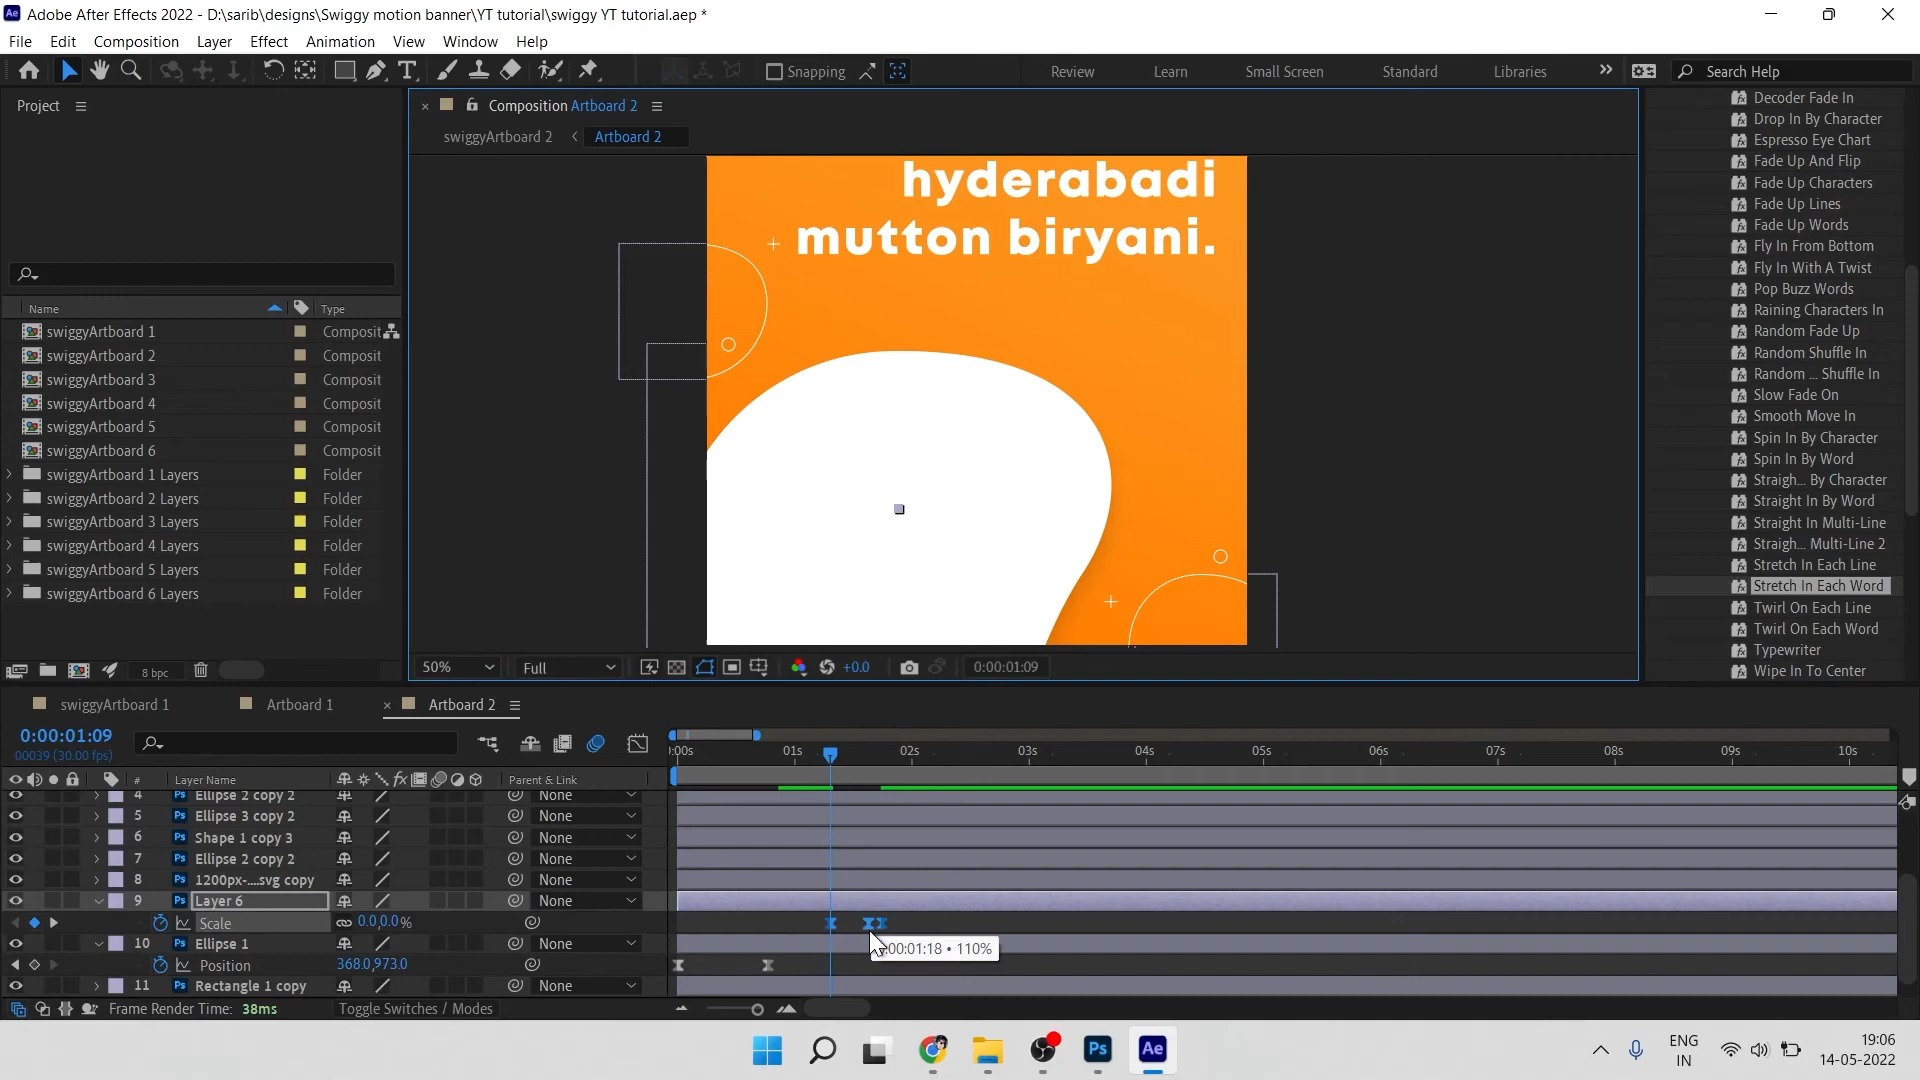 Adobe After Effects 2022 - D:\sarib\designs\Swiggy motion banner\YT tutorial\swiggy YT tutorial.aep *
File Edit Composition Layer Effect Animation View Window Help
Snapping Review Learn Small Screen Standard Libraries Search Help
Project
Composition Artboard 2
swiggyArtboard 2 Artboard 2
hyderabadi
mutton biryani.
Name Type
swiggyArtboard 1 Composit
swiggyArtboard 2 Composit
swiggyArtboard 3 Composit
swiggyArtboard 4 Composit
swiggyArtboard 5 Composit
swiggyArtboard 6 Composit
swiggyArtboard 1 Layers Folder
swiggyArtboard 2 Layers Folder
swiggyArtboard 3 Layers Folder
swiggyArtboard 4 Layers Folder
swiggyArtboard 5 Layers Folder
swiggyArtboard 6 Layers Folder
8 bpc
50% Full +0.0 0:00:01:09
Decoder Fade In
Drop In By Character
Espresso Eye Chart
Fade Up And Flip
Fade Up Characters
Fade Up Lines
Fade Up Words
Fly In From Bottom
Fly In With A Twist
Pop Buzz Words
Raining Characters In
Random Fade Up
Random Shuffle In
Random ... Shuffle In
Slow Fade On
Smooth Move In
Spin In By Character
Spin In By Word
Straigh... By Character
Straight In By Word
Straight In Multi-Line
Straigh... Multi-Line 2
Stretch In Each Line
Stretch In Each Word
Twirl On Each Line
Twirl On Each Word
Typewriter
Wipe In To Center
swiggyArtboard 1 Artboard 1 Artboard 2
0:00:01:09
00039 (30.00 fps)
:00s 01s 02s 03s 04s 05s 06s 07s 08s 09s 10s
# Layer Name Parent & Link
4 Ps Ellipse 2 copy 2 None
5 Ps Ellipse 3 copy 2 None
6 Ps Shape 1 copy 3 None
7 Ps Ellipse 2 copy 2 None
8 Ps 1200px-....svg copy None
9 Ps Layer 6 None
Scale 0.0,0.0%
:00:01:18 • 110%
10 Ps Ellipse 1 None
Position 368.0,973.0
11 Ps Rectangle 1 copy None
Frame Render Time: 38ms Toggle Switches / Modes
Ps Ae
ENG
IN
19:06
14-05-2022